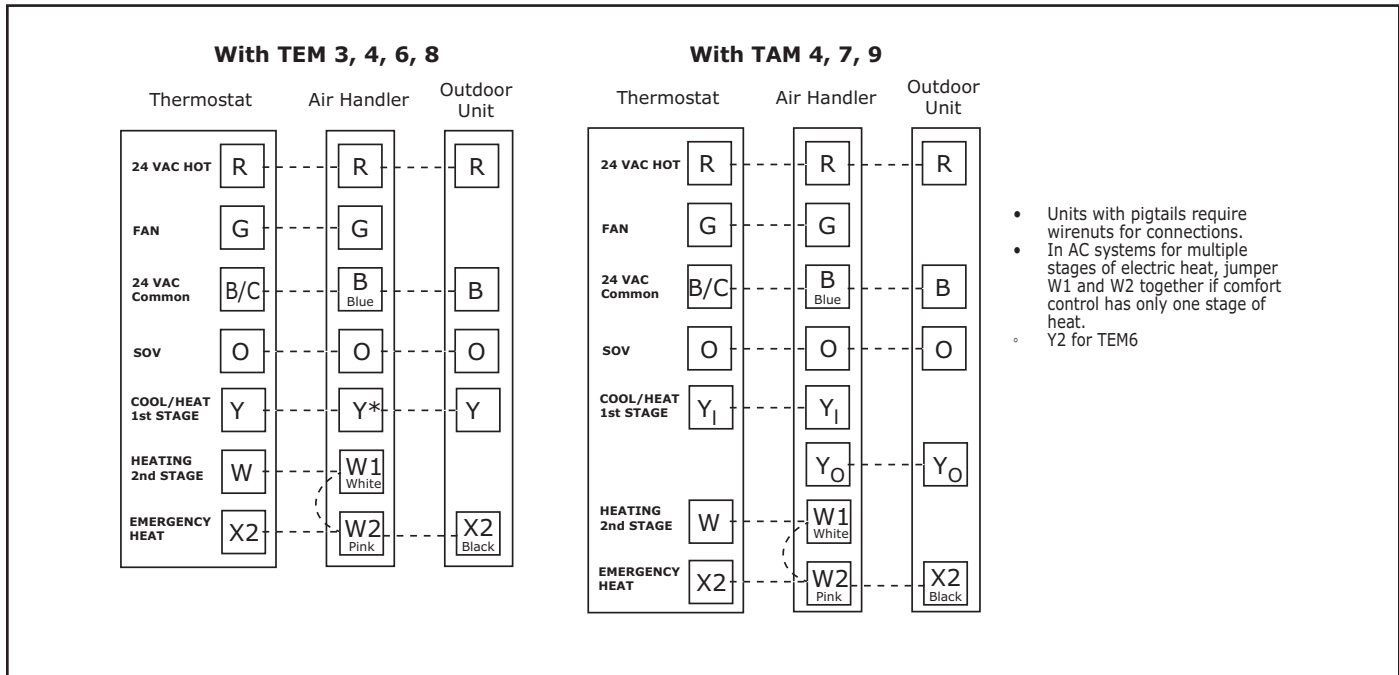 With TEM 3, 4, 6, 8
Thermostat Air Handler Outdoor
Unit
24 VAC HOT R R R
FAN G G
24 VAC
Common B/C B
Blue B
SOV O O O
COOL/HEAT
1st STAGE Y Y* Y
HEATING
2nd STAGE W W1
White
EMERGENCY
HEAT X2 W2
Pink X2
Black
With TAM 4, 7, 9
Thermostat Air Handler Outdoor
Unit
24 VAC HOT R R R
FAN G G
24 VAC
Common B/C B
Blue B
SOV O O O
COOL/HEAT
1st STAGE YI YI
YO YO
HEATING
2nd STAGE W W1
White
EMERGENCY
HEAT X2 W2
Pink X2
Black
• Units with pigtails require
wirenuts for connections.
• In AC systems for multiple
stages of electric heat, jumper
W1 and W2 together if comfort
control has only one stage of
heat.
◦ Y2 for TEM6